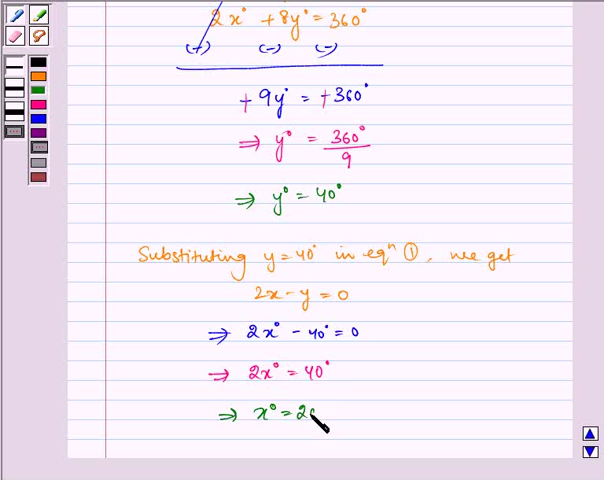 2x° + 8y° = 360°
(+) (-) (-)
+ 9y° = +360°
⇒ y° = 360°/9
⇒ y° = 40°
Substituting y = 40° in eqⁿ ①, we get
2x - y = 0
⇒ 2x° - 40° = 0
⇒ 2x° = 40°
⇒ x° = 20